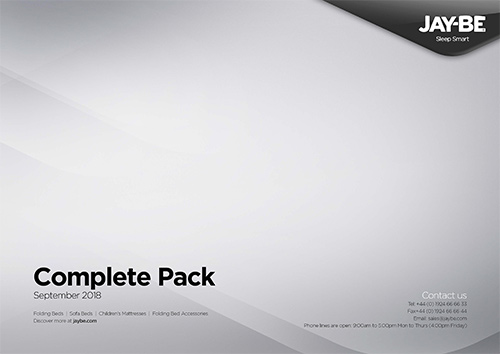 JAY-BE
Sleep Smart
Complete Pack
September 2018
Folding Beds | Sofa Beds | Children's Mattresses | Folding Bed Accessories
Discover more at jaybe.com
Contact us
Tel: +44 (0) 1924 66 66 33
Fax:+44 (0) 1924 66 66 44
Email: sales@jaybe.com
Phone lines are open: 9:00am to 5:00pm Mon to Thurs (4:00pm Friday)